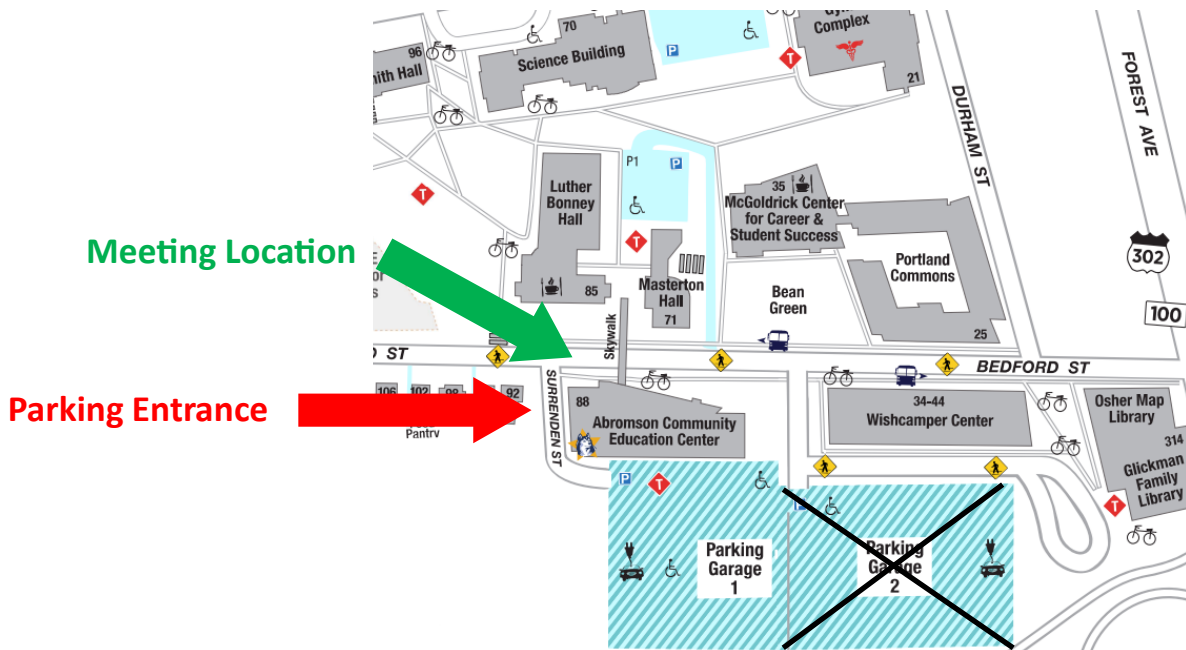 70
Science Building
96
Hall
Complex
21
DURHAM ST
FOREST AVE
302
100
P
T
P1
P
Luther
Bonney
Hall
85
T
T
35
McGoldrick Center
for Career &
Student Success
Portland
Commons
25
Masterton
Hall
71
Bean
Green
Meeting Location
Skywalk
ST
BEDFORD ST
Parking Entrance
106
102
98
92
Pantry
SURRENDEN ST
88
Abromson Community
Education Center
34-44
Wishcamper Center
Osher Map
Library
314
Glickman
Family
Library
P
T
P
T
Parking
Garage
1
Parking
Garage
2